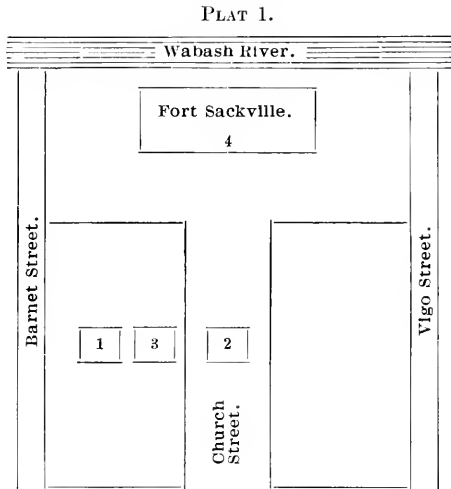 PLAT 1.
Wabash River.
Fort Sackville.
4
Barnet Street.
Vigo Street.
1
3
2
Church
Street.